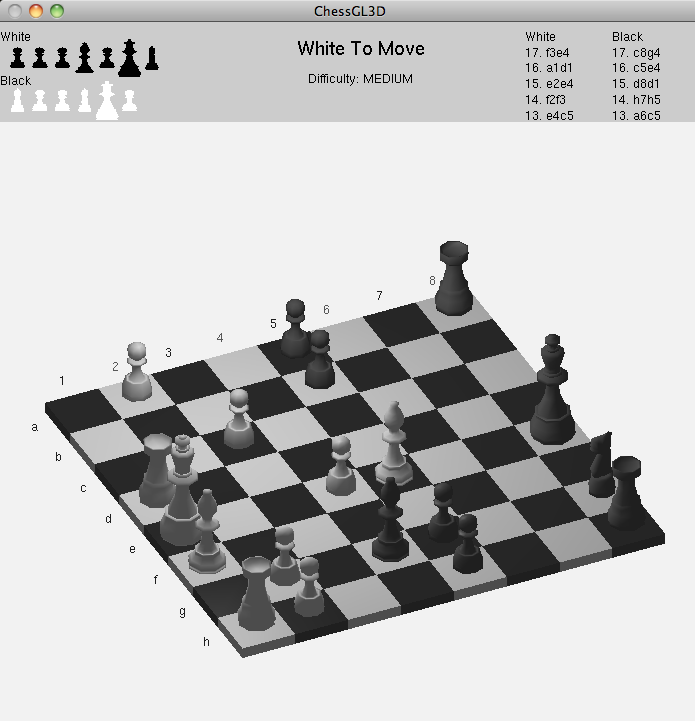 ChessGL3D
White
Black
White To Move
Difficulty: MEDIUM
White Black
17. f3e4 17. c8g4
16. a1d1 16. c5e4
15. e2e4 15. d8d1
14. f2f3 14. h7h5
13. e4c5 13. a6c5
1 2 3 4 5 6 7 8
a
b
c
d
e
f
g
h